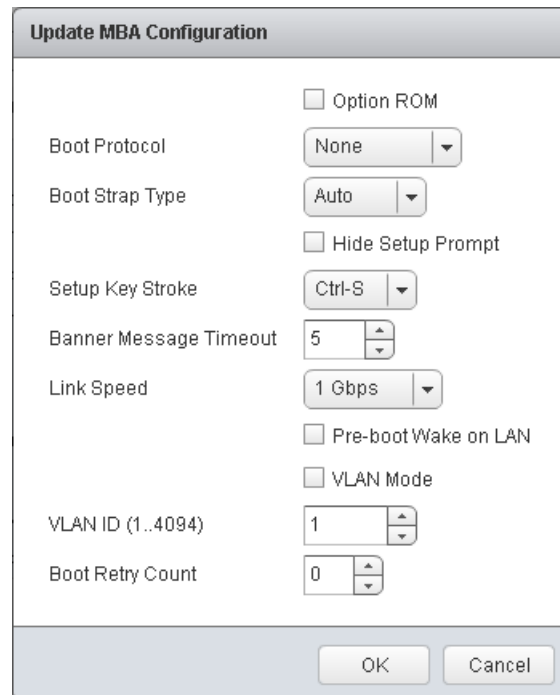 Update MBA Configuration
Option ROM
Boot Protocol None
Boot Strap Type Auto
Hide Setup Prompt
Setup Key Stroke Ctrl-S
Banner Message Timeout 5
Link Speed 1 Gbps
Pre-boot Wake on LAN
VLAN Mode
VLAN ID (1..4094) 1
Boot Retry Count 0
OK Cancel